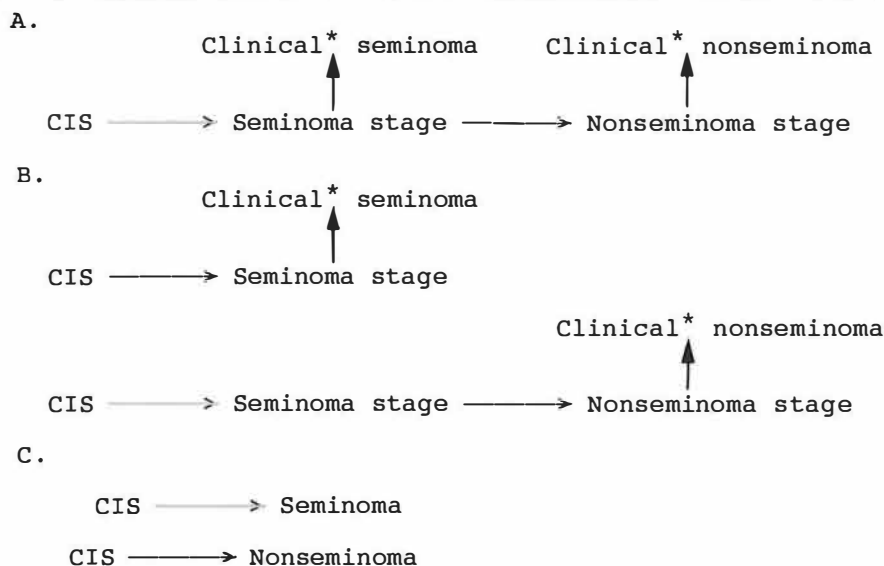 A.
Clinical* seminoma Clinical* nonseminoma
CIS Seminoma stage Nonseminoma stage
B.
Clinical* seminoma
CIS Seminoma stage
Clinical* nonseminoma
CIS Seminoma stage Nonseminoma stage
C.
CIS Seminoma
CIS Nonseminoma